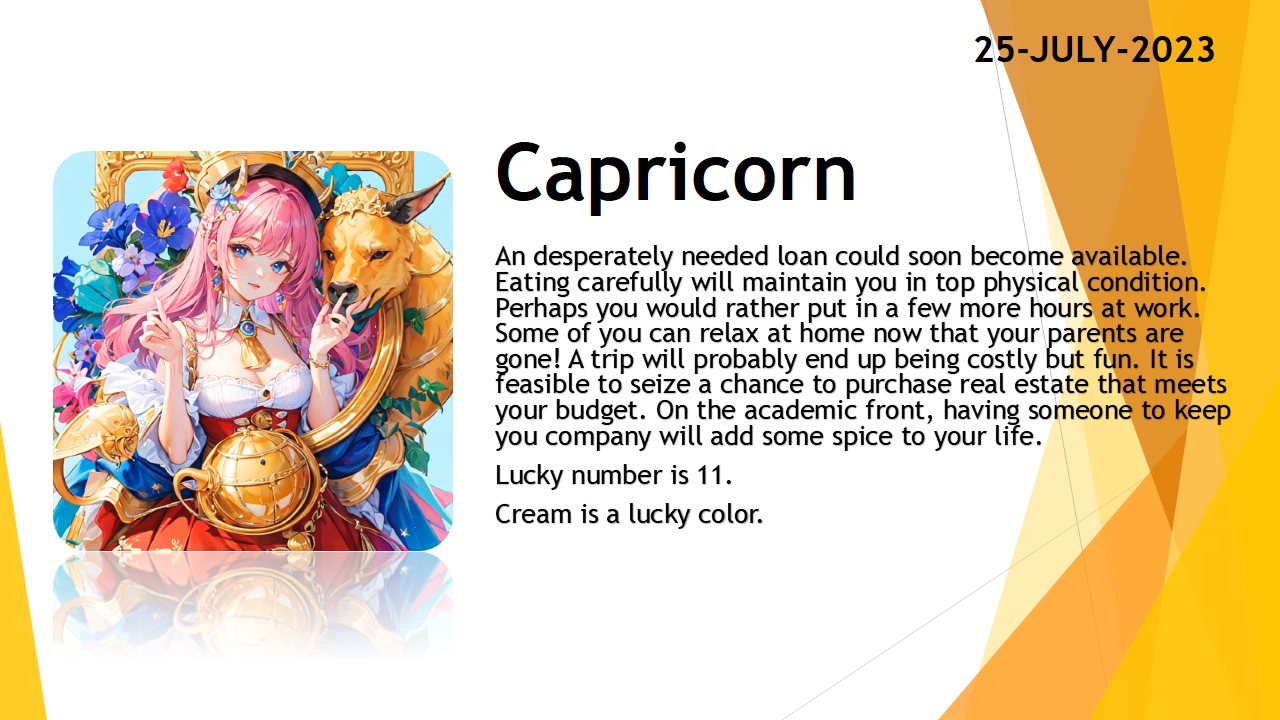 25-JULY-2023
Capricorn
An desperately needed loan could soon become available.
Eating carefully will maintain you in top physical condition.
Perhaps you would rather put in a few more hours at work.
Some of you can relax at home now that your parents are
gone! A trip will probably end up being costly but fun. It is
feasible to seize a chance to purchase real estate that meets
your budget. On the academic front, having someone to keep
you company will add some spice to your life.
Lucky number is 11.
Cream is a lucky color.